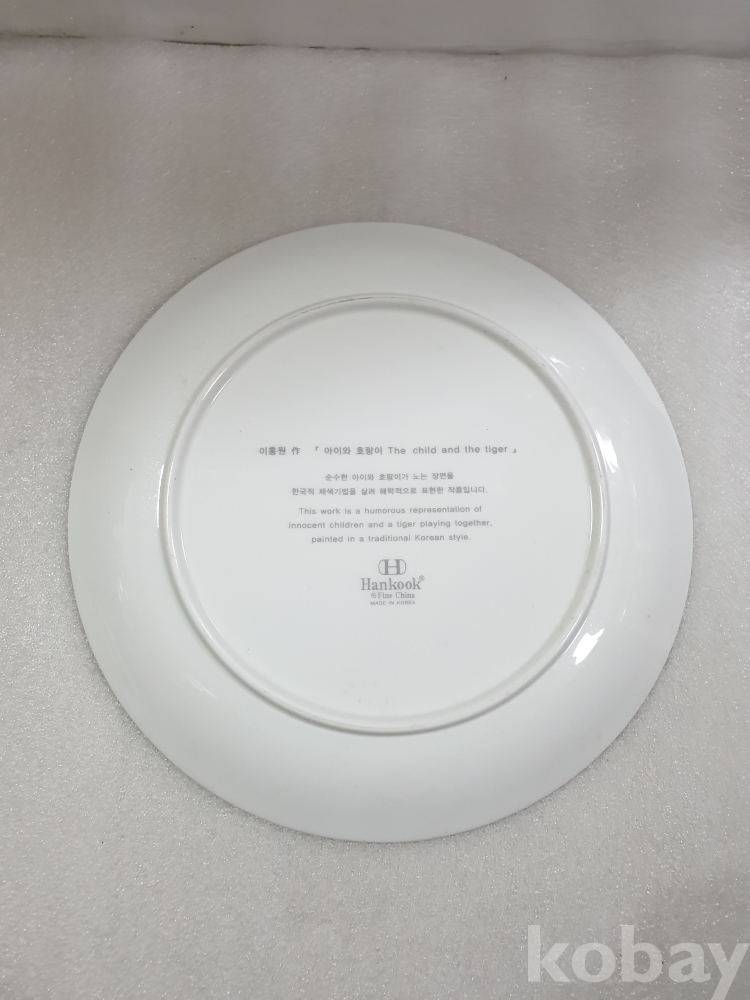 이홍원 作 『 아이와 호랑이 The child and the tiger 』
순수한 아이와 호랑이가 노는 장면을
한국적 채색기법을 살려 해학적으로 표현한 작품입니다.
This work is a humorous representation of
innocent children and a tiger playing together,
painted in a traditional Korean style.
H
Hankook®
Fine China
MADE IN KOREA
kobay